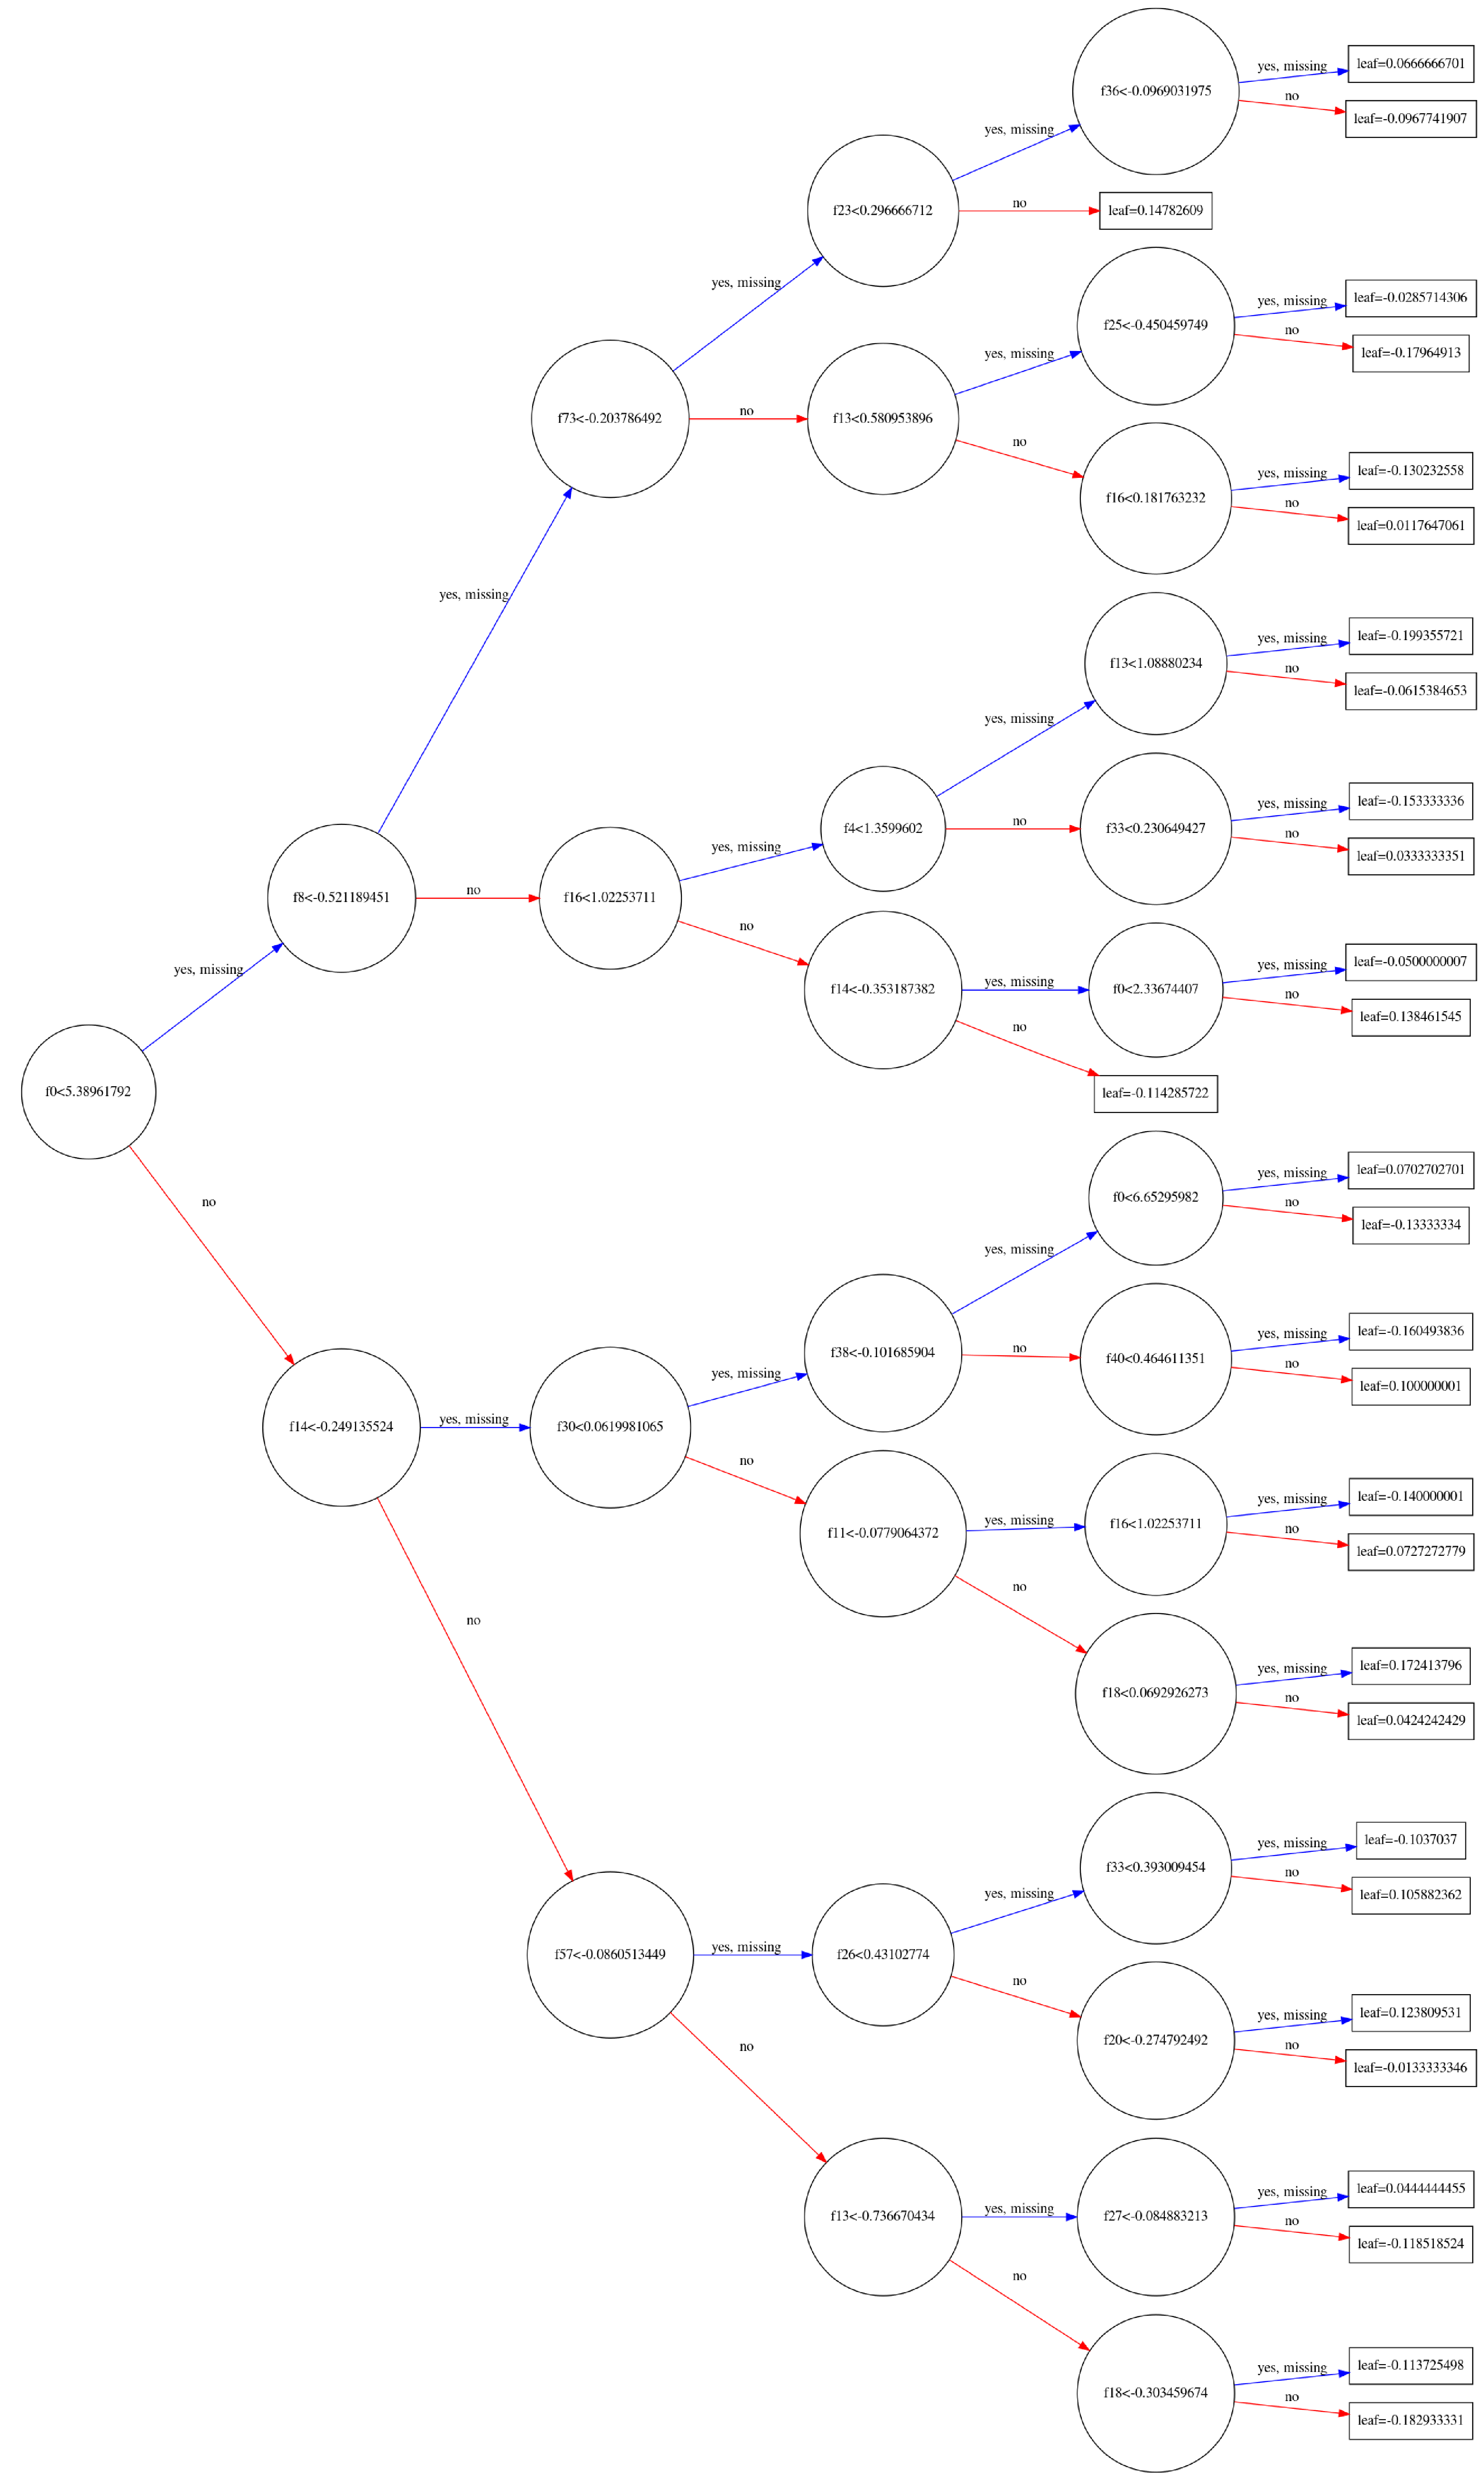 f36<-0.0969031975
yes, missing
leaf=0.0666666701
no
leaf=-0.0967741907
yes, missing
f23<0.296666712
no
leaf=0.14782609
yes, missing
f73<-0.203786492
no
f13<0.580953896
yes, missing
f25<-0.450459749
yes, missing
leaf=-0.0285714306
no
leaf=-0.17964913
no
f16<0.181763232
yes, missing
leaf=-0.130232558
no
leaf=0.0117647061
yes, missing
f8<-0.521189451
no
f16<1.02253711
yes, missing
f4<1.3599602
yes, missing
f13<1.08880234
yes, missing
leaf=-0.199355721
no
leaf=-0.0615384653
no
f33<0.230649427
yes, missing
leaf=-0.153333336
no
leaf=0.0333333351
no
f14<-0.353187382
yes, missing
f0<2.33674407
yes, missing
leaf=-0.0500000007
no
leaf=0.138461545
no
leaf=-0.114285722
yes, missing
f0<5.38961792
no
f14<-0.249135524
yes, missing
f30<0.0619981065
yes, missing
f38<-0.101685904
yes, missing
f0<6.65295982
yes, missing
leaf=0.0702702701
no
leaf=-0.13333334
no
f40<0.464611351
yes, missing
leaf=-0.160493836
no
leaf=0.100000001
no
f11<-0.0779064372
yes, missing
f16<1.02253711
yes, missing
leaf=-0.140000001
no
leaf=0.0727272779
no
f18<0.0692926273
yes, missing
leaf=0.172413796
no
leaf=0.0424242429
no
f57<-0.0860513449
yes, missing
f26<0.43102774
yes, missing
f33<0.393009454
yes, missing
leaf=-0.1037037
no
leaf=0.105882362
no
f20<-0.274792492
yes, missing
leaf=0.123809531
no
leaf=-0.0133333346
no
f13<-0.736670434
yes, missing
f27<-0.084883213
yes, missing
leaf=0.0444444455
no
leaf=-0.118518524
no
f18<-0.303459674
yes, missing
leaf=-0.113725498
no
leaf=-0.182933331